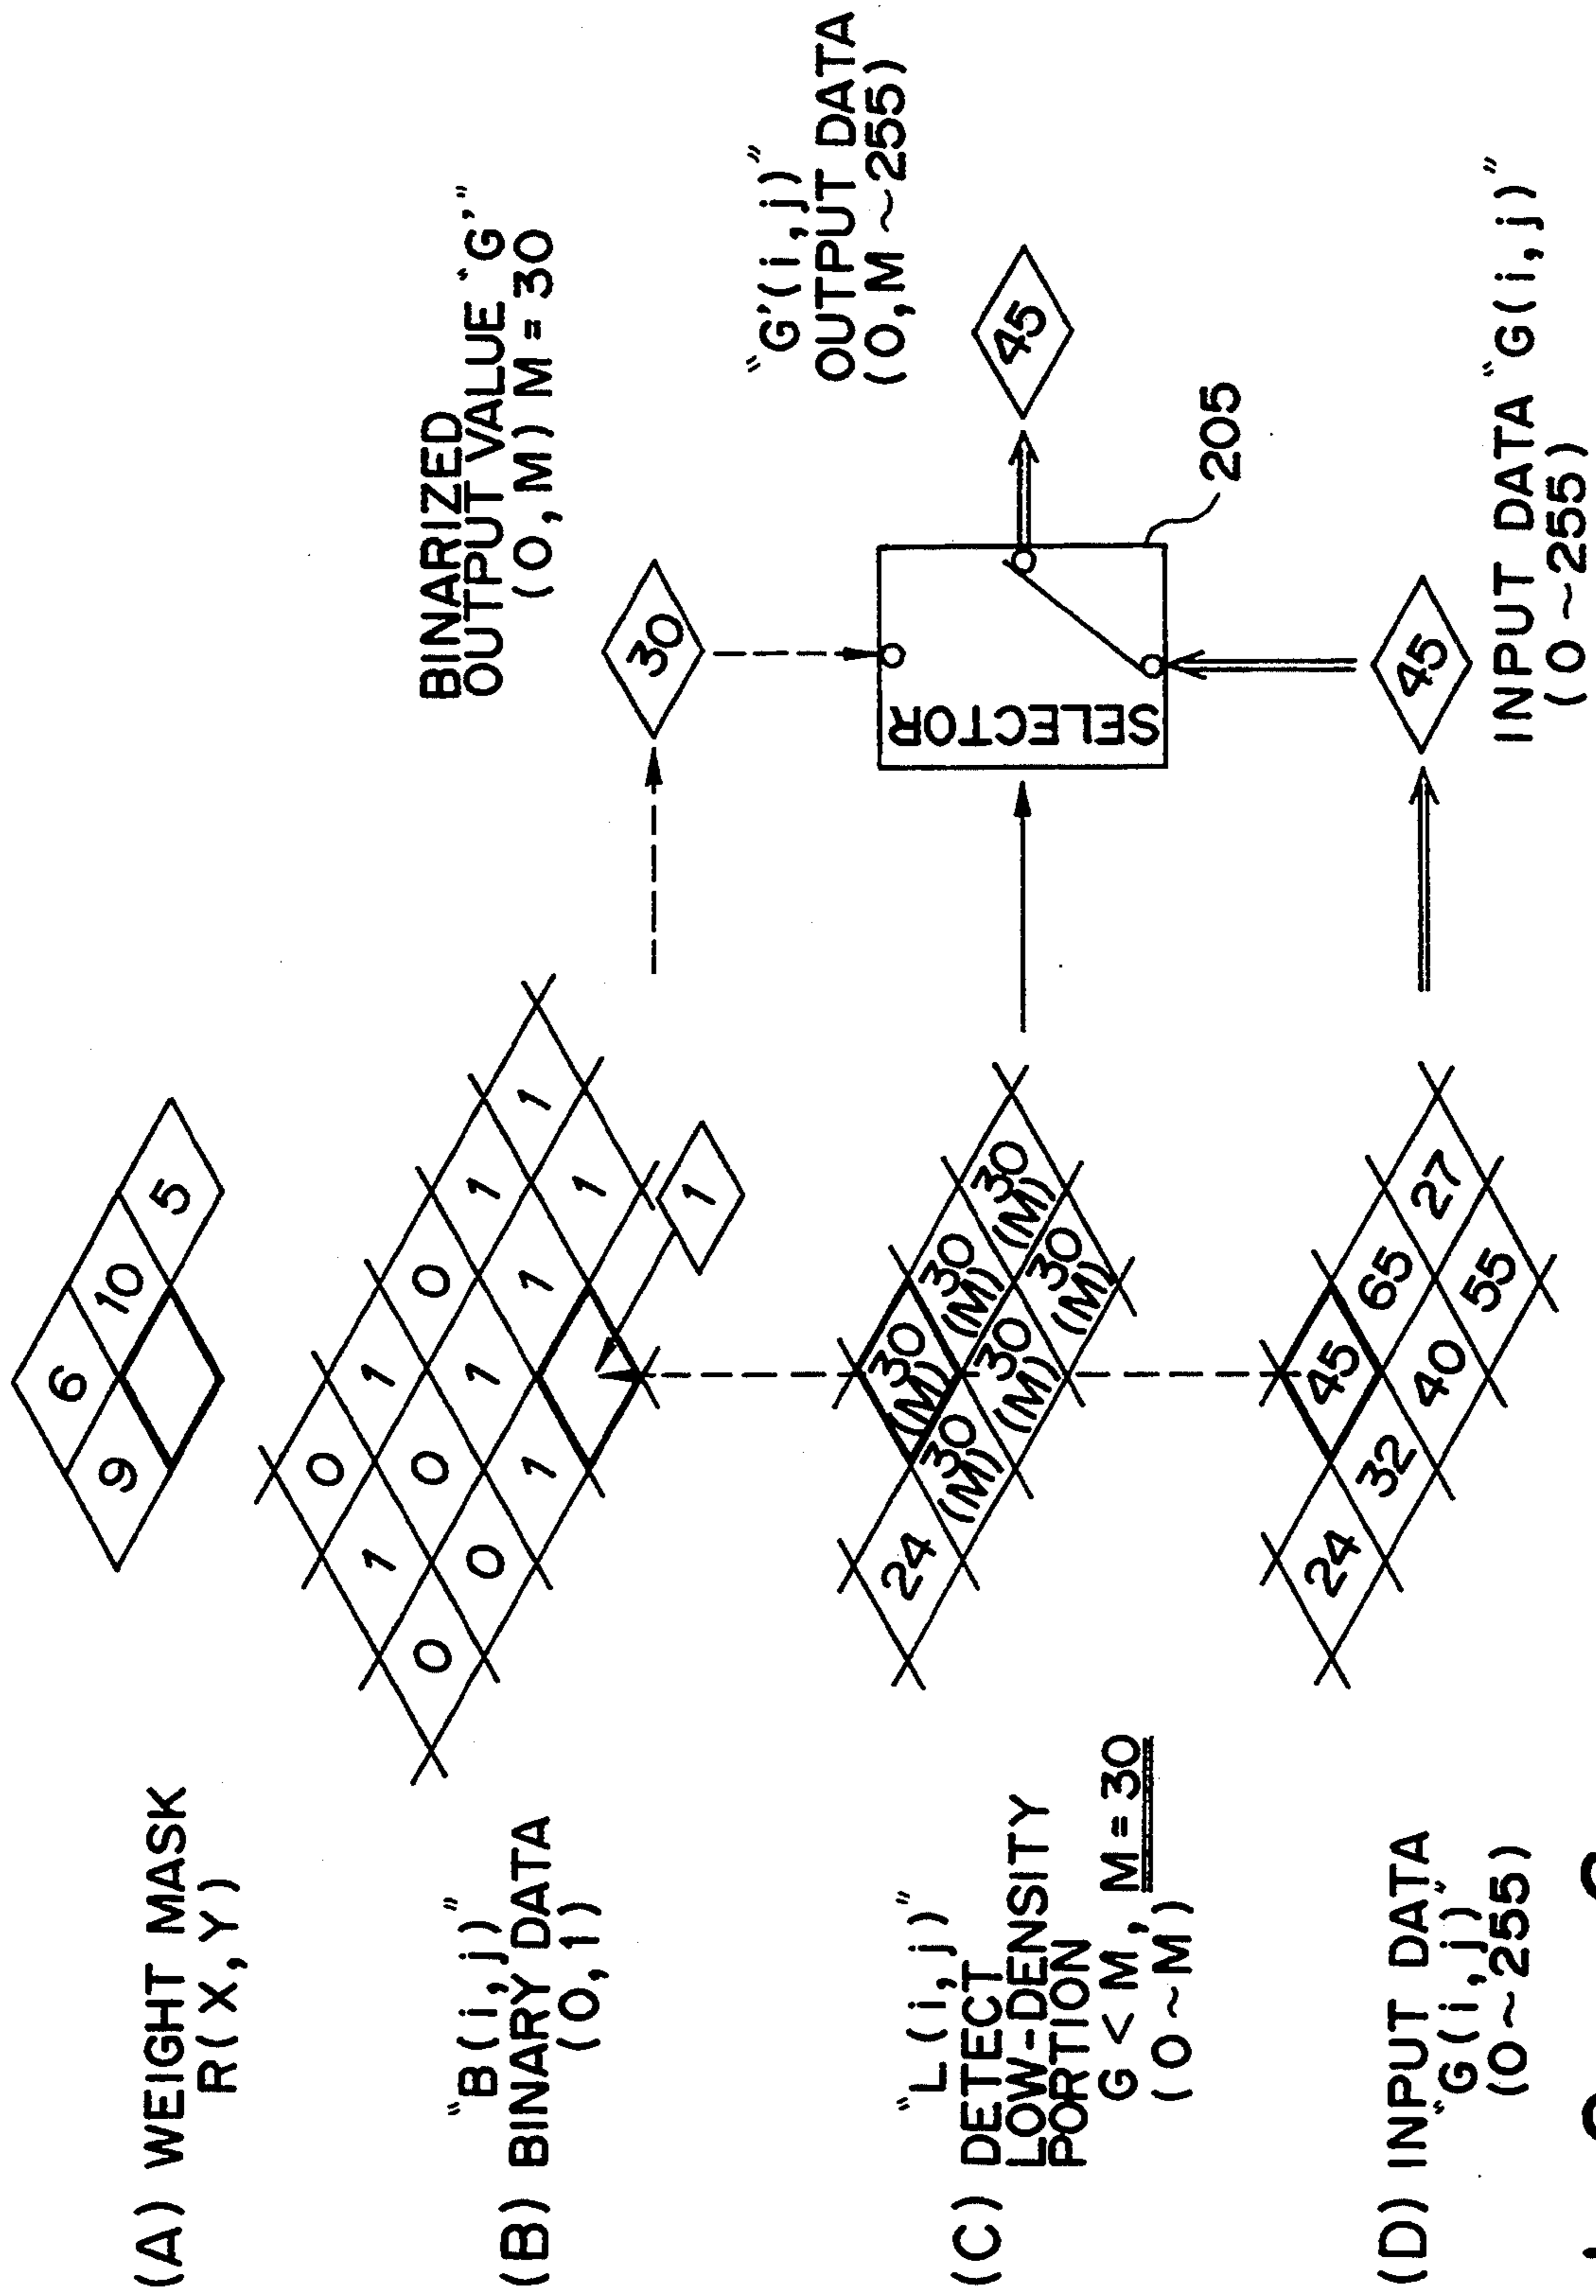 (A) WEIGHT MASK
R(X,Y)
6 10 5
9
"B(i,j)"
(B) BINARY DATA
(0,1)
0 1 0 1 1
1 0 1 1 1
0 0 1
1
"L(i,j)"
(C) DETECT
LOW-DENSITY
PORTION
G < M, M = 30
(0~M)
30 (M) 30 (M) 30 (M)
24 30 (M) 30 (M) 30 (M)
(D) INPUT DATA
"G(i,j)"
(0~255)
45 65 27
24 32 40 55
BINARIZED
OUTPUT VALUE "G'"
(0,M) M = 30
30
SELECTOR
205
45
"G'(i,j)"
OUTPUT DATA
(0,M~255)
45
INPUT DATA "G(i,j)"
(0~255)